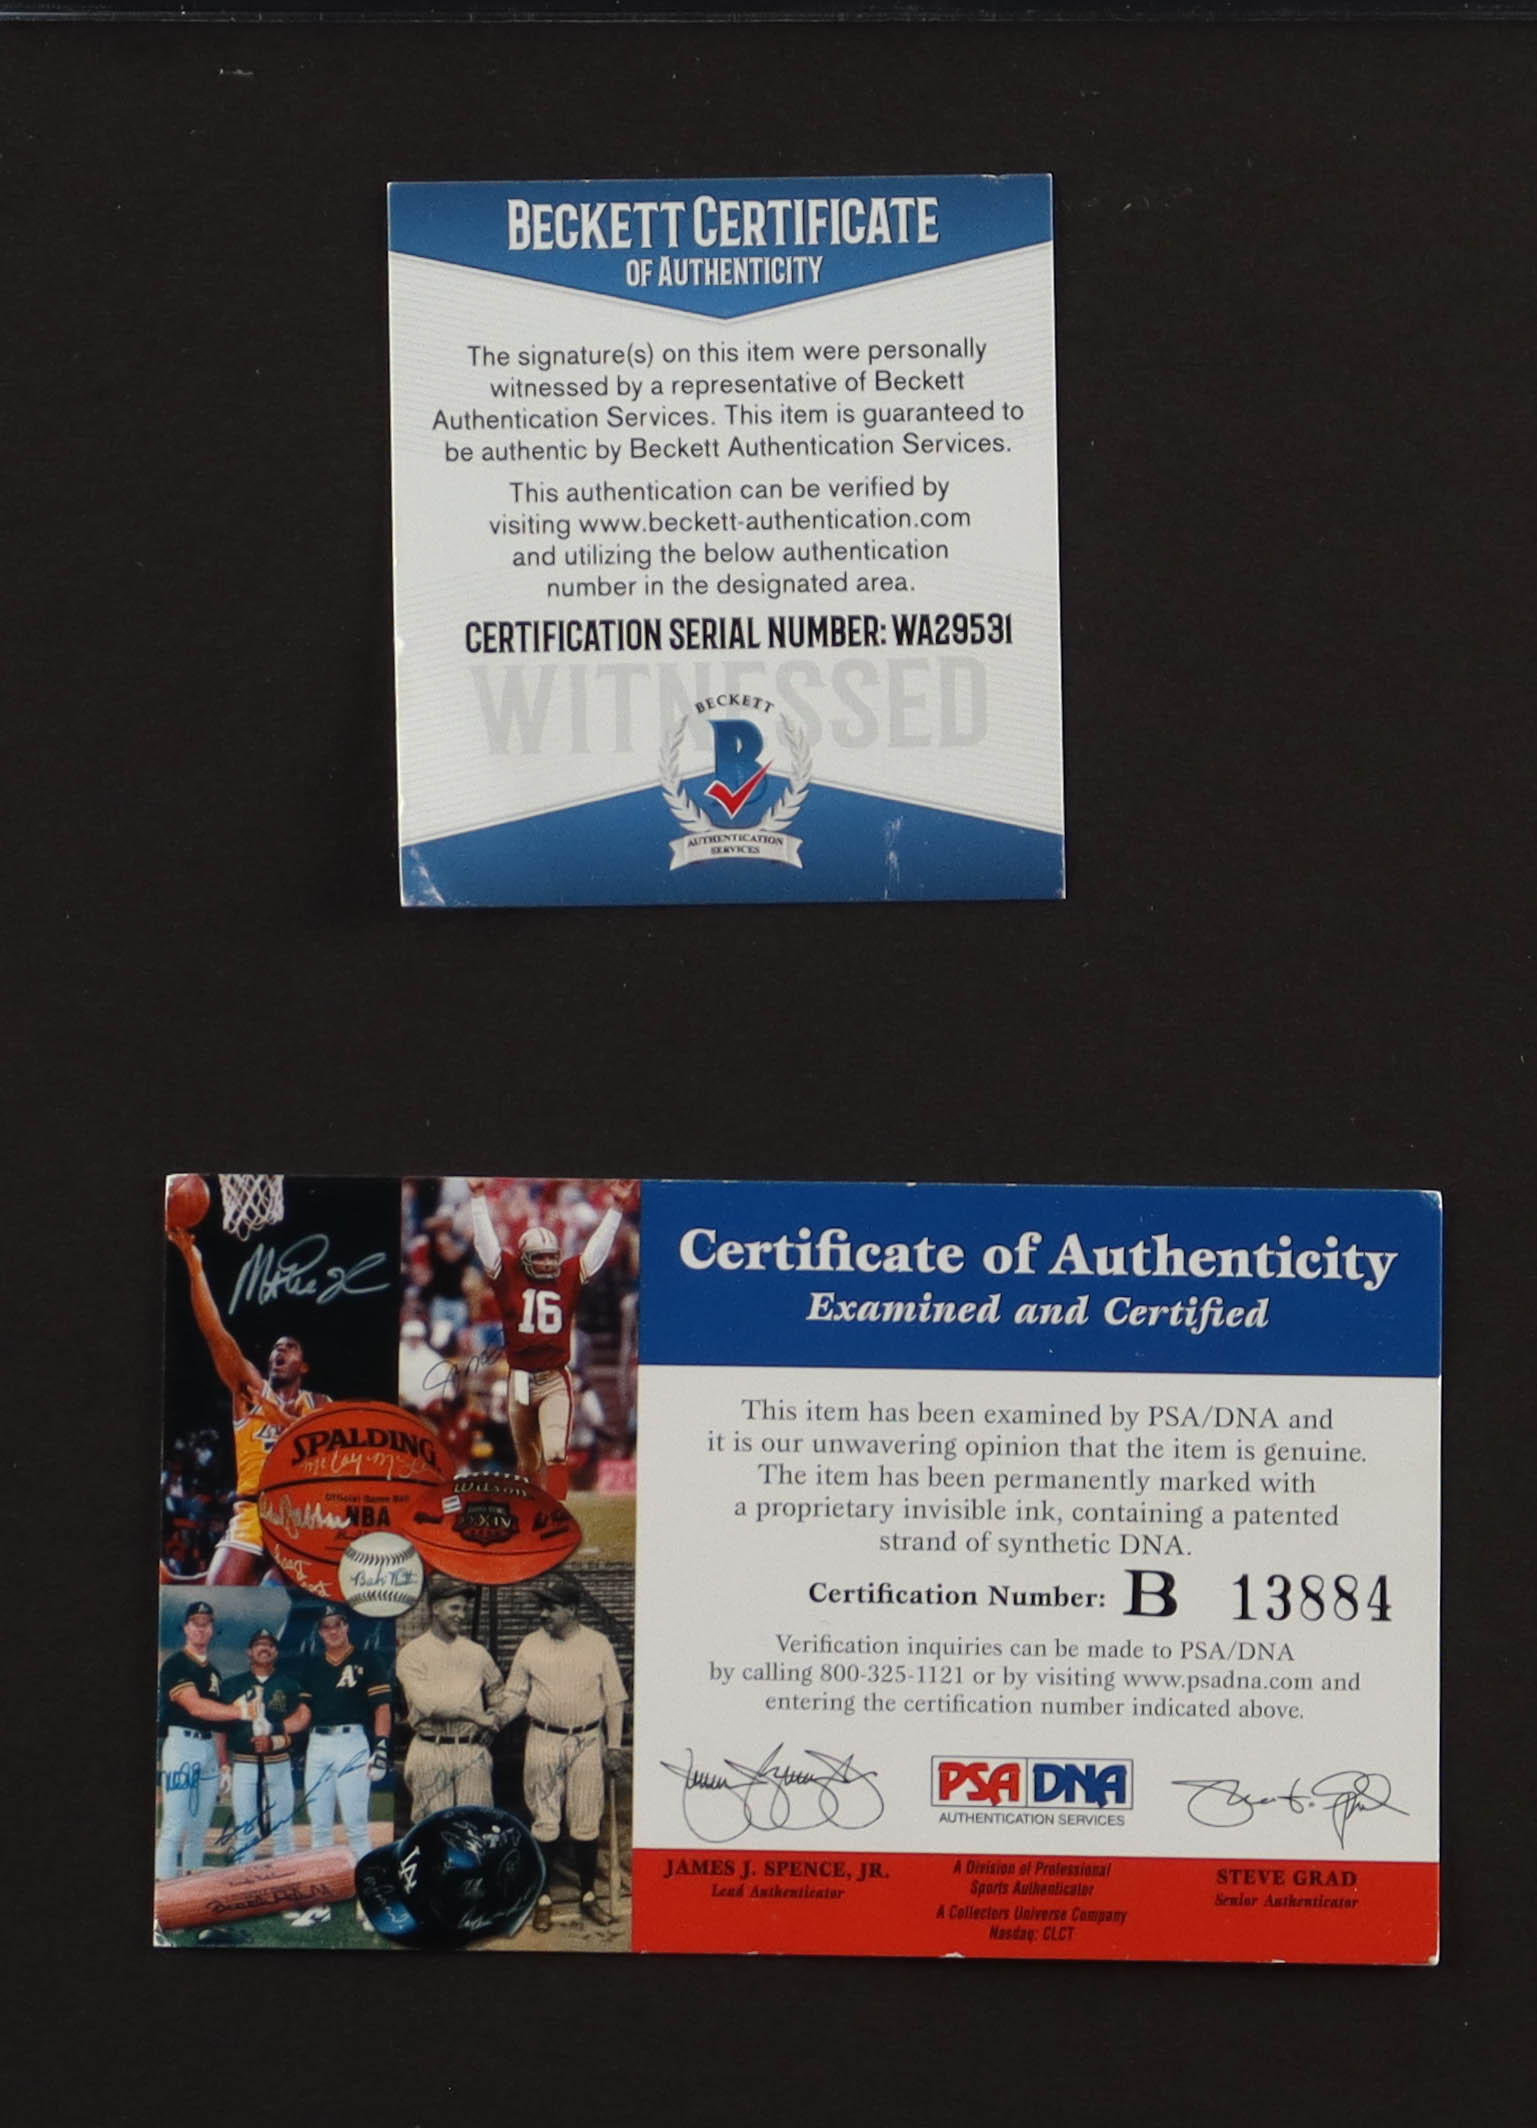 BECKETT CERTIFICATE
OF AUTHENTICITY
The signature(s) on this item were personally
witnessed by a representative of Beckett
Authentication Services. This item is guaranteed to
be authentic by Beckett Authentication Services.
This authentication can be verified by
visiting www.beckett-authentication.com
and utilizing the below authentication
number in the designated area.
CERTIFICATION SERIAL NUMBER: WA29531
WITNESSED
BECKETT
B
AUTHENTICATION
SERVICES
16
SPALDING
Official Game Ball
NBA
Wilson
XXXIV
Babe Ruth
A's
LA
Certificate of Authenticity
Examined and Certified
This item has been examined by PSA/DNA and
it is our unwavering opinion that the item is genuine.
The item has been permanently marked with
a proprietary invisible ink, containing a patented
strand of synthetic DNA.
Certification Number: B 13884
Verification inquiries can be made to PSA/DNA
by calling 800-325-1121 or by visiting www.psadna.com and
entering the certification number indicated above.
PSA DNA
AUTHENTICATION SERVICES
JAMES J. SPENCE, JR.
Lead Authenticator
A Division of Professional
Sports Authenticator
A Collectors Universe Company
Nasdaq: CLCT
STEVE GRAD
Senior Authenticator